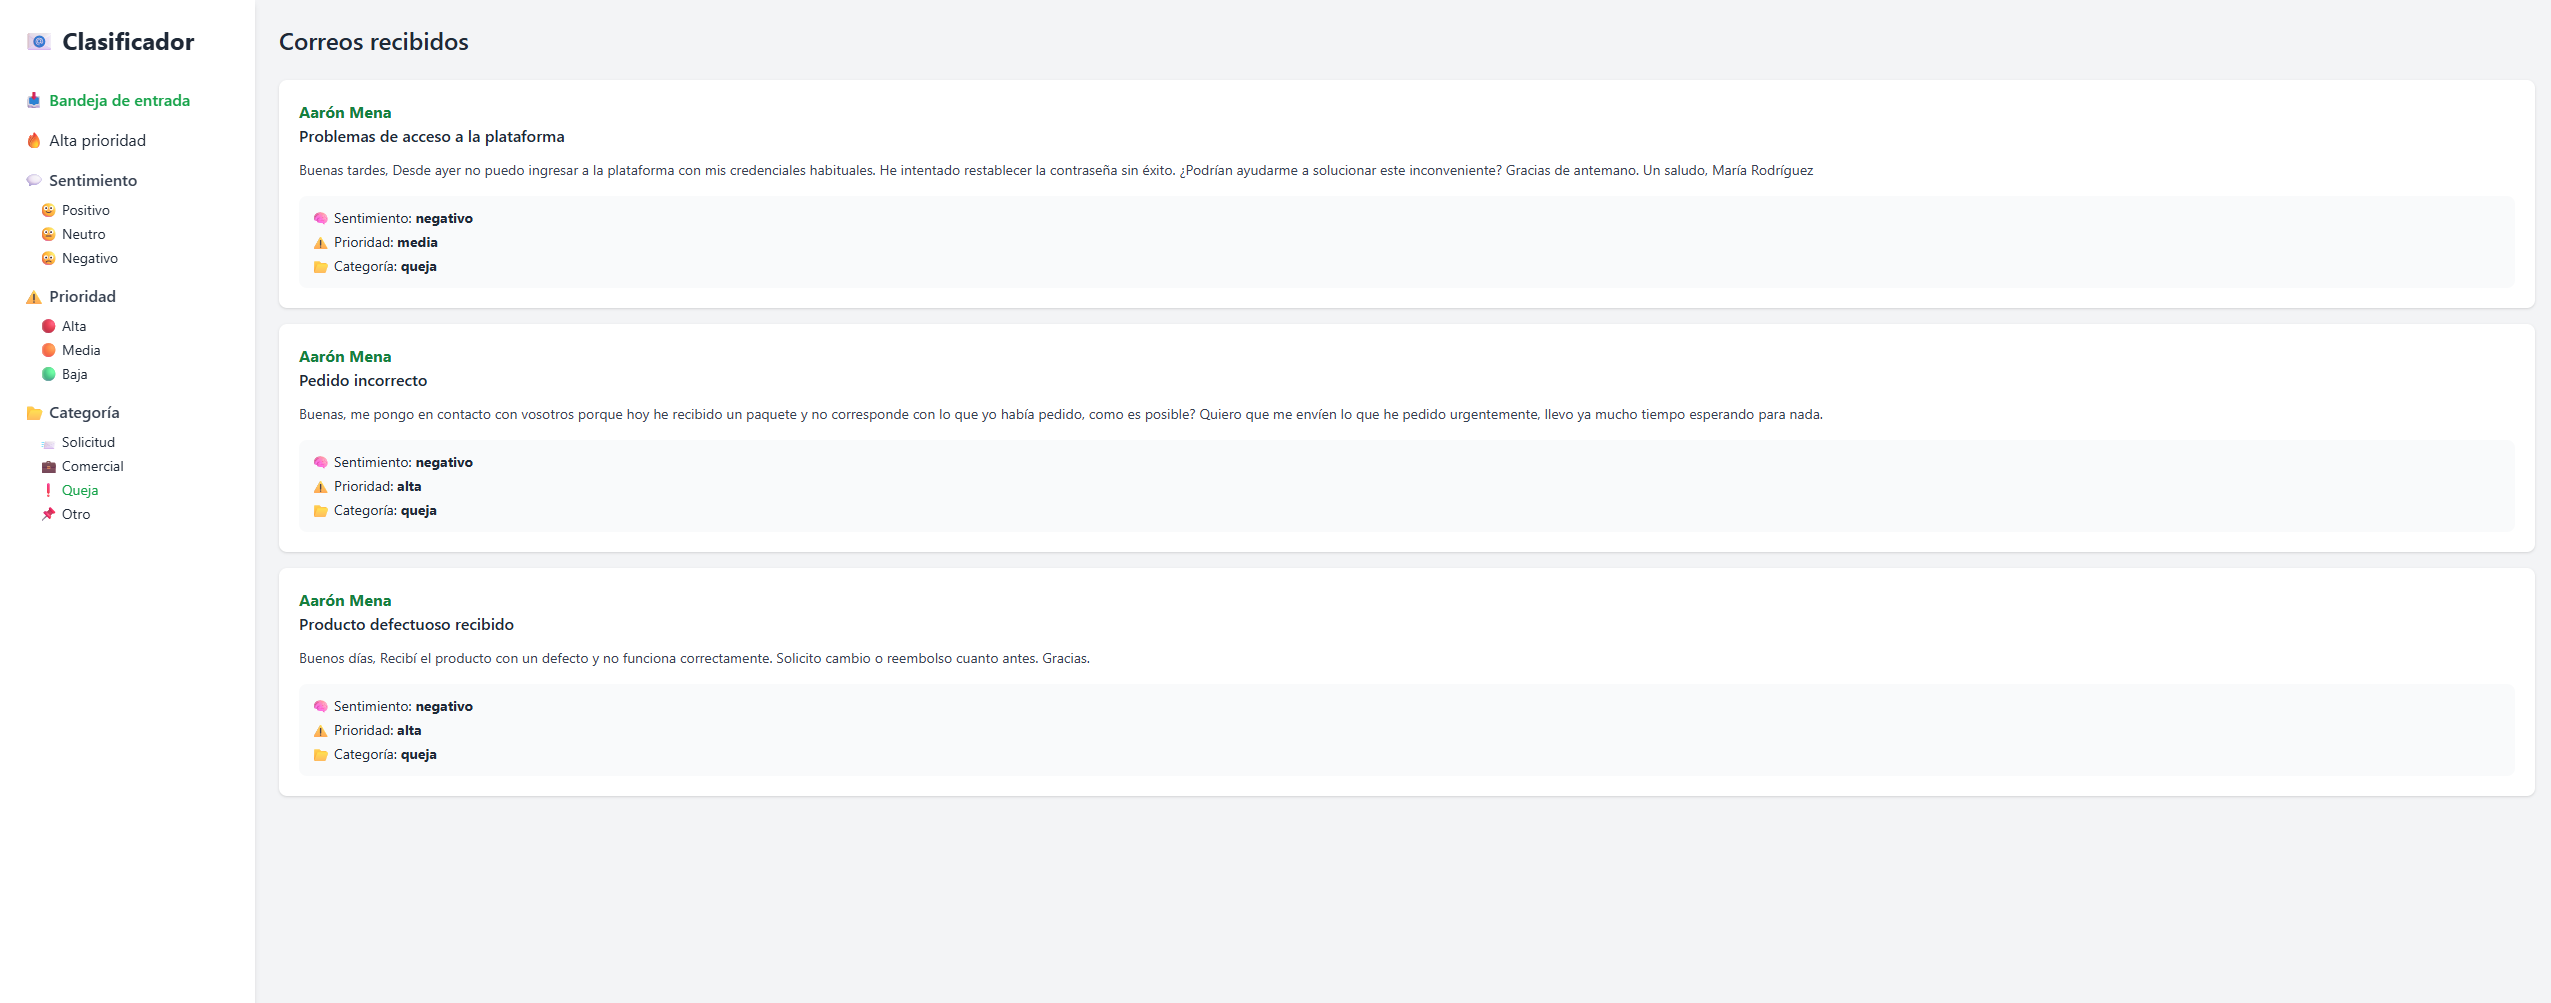 Clasificador
Bandeja de entrada
Alta prioridad
Sentimiento
Positivo
Neutro
Negativo
Prioridad
Alta
Media
Baja
Categoría
Solicitud
Comercial
Queja
Otro
Correos recibidos
Aarón Mena
Problemas de acceso a la plataforma
Buenas tardes, Desde ayer no puedo ingresar a la plataforma con mis credenciales habituales. He intentado restablecer la contraseña sin éxito. ¿Podrían ayudarme a solucionar este inconveniente? Gracias de antemano. Un saludo, María Rodríguez
Sentimiento: negativo
Prioridad: media
Categoría: queja
Aarón Mena
Pedido incorrecto
Buenas, me pongo en contacto con vosotros porque hoy he recibido un paquete y no corresponde con lo que yo había pedido, como es posible? Quiero que me envíen lo que he pedido urgentemente, llevo ya mucho tiempo esperando para nada.
Sentimiento: negativo
Prioridad: alta
Categoría: queja
Aarón Mena
Producto defectuoso recibido
Buenos días, Recibí el producto con un defecto y no funciona correctamente. Solicito cambio o reembolso cuanto antes. Gracias.
Sentimiento: negativo
Prioridad: alta
Categoría: queja